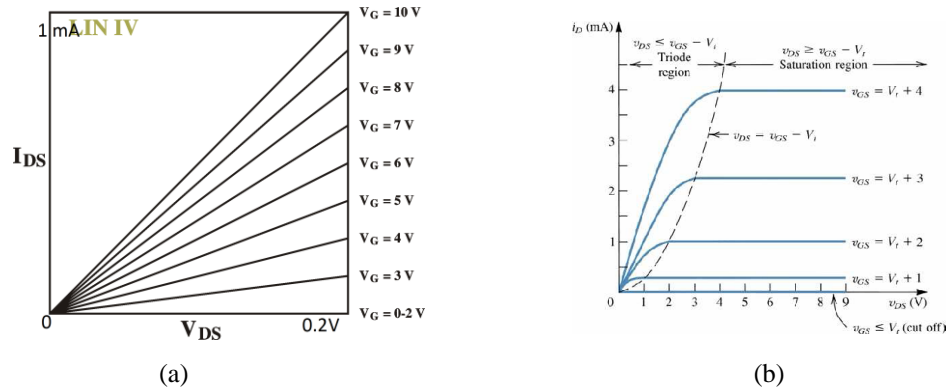 1 mA LIN IV
V_G = 10 V
V_G = 9 V
V_G = 8 V
V_G = 7 V
V_G = 6 V
V_G = 5 V
V_G = 4 V
V_G = 3 V
V_G = 0-2 V
I_DS
0
V_DS
0.2V
(a)
i_D (mA)
v_DS ≤ v_GS − V_t
Triode
region
v_DS ≥ v_GS − V_t
Saturation region
4
3
2
1
0
v_GS = V_t + 4
v_DS = v_GS − V_t
v_GS = V_t + 3
v_GS = V_t + 2
v_GS = V_t + 1
1 2 3 4 5 6 7 8 9
v_DS (V)
v_GS ≤ V_t (cut off)
(b)